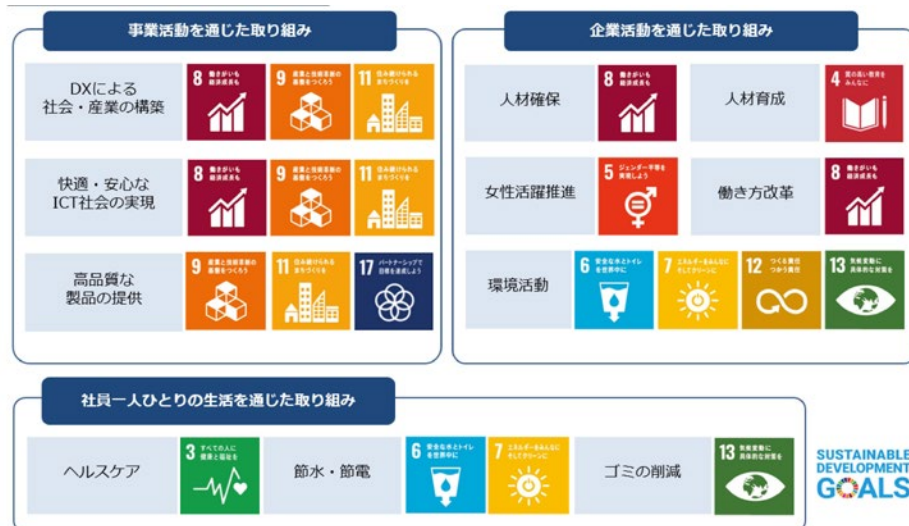 事業活動を通じた取り組み
DXによる
社会・産業の構築
8 働きがいも
経済成長も
9 産業と技術革新の
基盤をつくろう
11 住み続けられる
まちづくりを
快適・安心な
ICT社会の実現
8 働きがいも
経済成長も
9 産業と技術革新の
基盤をつくろう
11 住み続けられる
まちづくりを
高品質な
製品の提供
9 産業と技術革新の
基盤をつくろう
11 住み続けられる
まちづくりを
17 パートナーシップで
目標を達成しよう
企業活動を通じた取り組み
人材確保
8 働きがいも
経済成長も
人材育成
4 質の高い教育を
みんなに
女性活躍推進
5 ジェンダー平等を
実現しよう
働き方改革
8 働きがいも
経済成長も
環境活動
6 安全な水とトイレ
を世界中に
7 エネルギーをみんなに
そしてクリーンに
12 つくる責任
つかう責任
13 気候変動に
具体的な対策を
社員一人ひとりの生活を通じた取り組み
ヘルスケア
3 すべての人に
健康と福祉を
節水・節電
6 安全な水とトイレ
を世界中に
7 エネルギーをみんなに
そしてクリーンに
ゴミの削減
13 気候変動に
具体的な対策を
SUSTAINABLE
DEVELOPMENT
GOALS